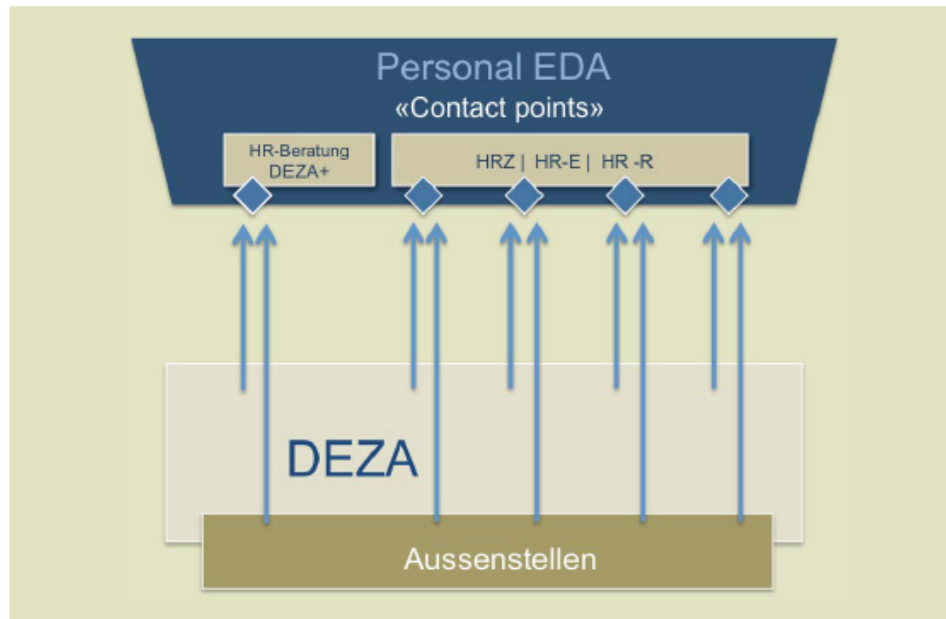 Personal EDA
«Contact points»
HR-Beratung
DEZA+
HRZ | HR-E | HR -R
DEZA
Aussenstellen